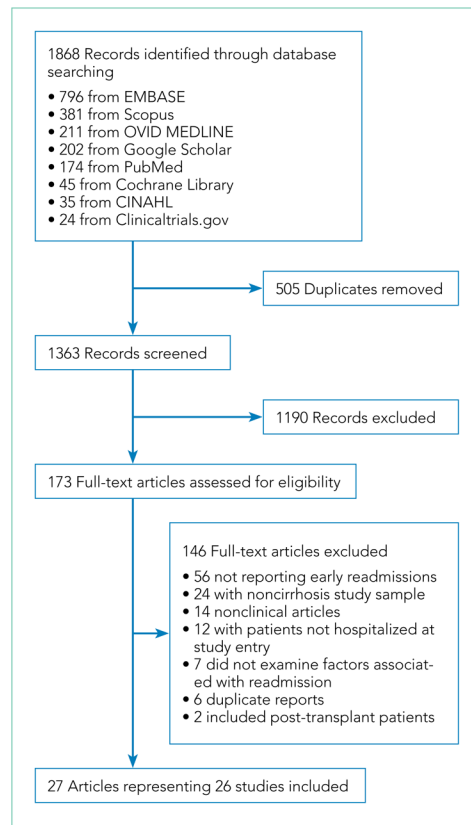 1868 Records identified through database
searching
• 796 from EMBASE
• 381 from Scopus
• 211 from OVID MEDLINE
• 202 from Google Scholar
• 174 from PubMed
• 45 from Cochrane Library
• 35 from CINAHL
• 24 from Clinicaltrials.gov
505 Duplicates removed
1363 Records screened
1190 Records excluded
173 Full-text articles assessed for eligibility
146 Full-text articles excluded
• 56 not reporting early readmissions
• 24 with noncirrhosis study sample
• 14 nonclinical articles
• 12 with patients not hospitalized at
study entry
• 7 did not examine factors associat-
ed with readmission
• 6 duplicate reports
• 2 included post-transplant patients
27 Articles representing 26 studies included